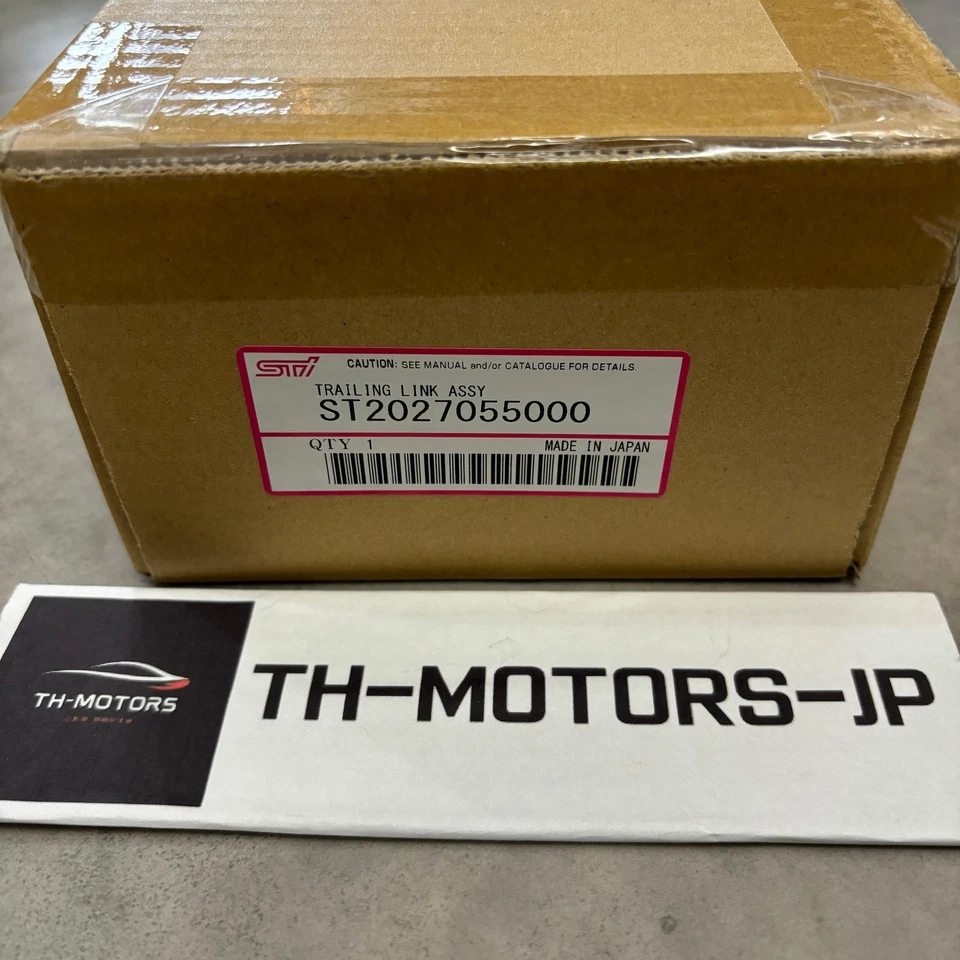 STI
CAUTION: SEE MANUAL and/or CATALOGUE FOR DETAILS.
TRAILING LINK ASSY
ST2027055000
QTY 1
MADE IN JAPAN
TH-MOTORS
TH-MOTORS-JP